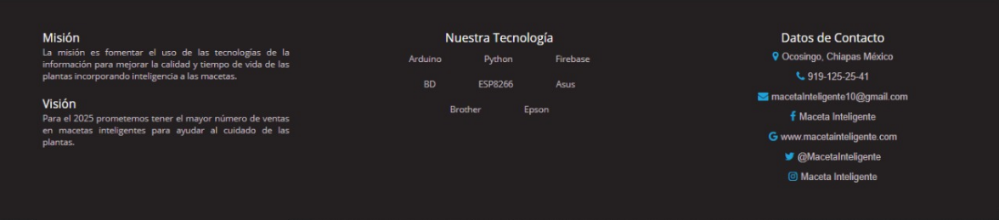 Misión
La misión es fomentar el uso de las tecnologías de la
información para mejorar la calidad y tiempo de vida de las
plantas incorporando inteligencia a las macetas.
Visión
Para el 2025 prometemos tener el mayor número de ventas
en macetas inteligentes para ayudar al cuidado de las
plantas.
Nuestra Tecnología
Arduino Python Firebase
BD ESP8266 Asus
Brother Epson
Datos de Contacto
Ocosingo, Chiapas México
919-125-25-41
macetaInteligente10@gmail.com
Maceta Inteligente
www.macetainteligente.com
@MacetaInteligente
Maceta Inteligente